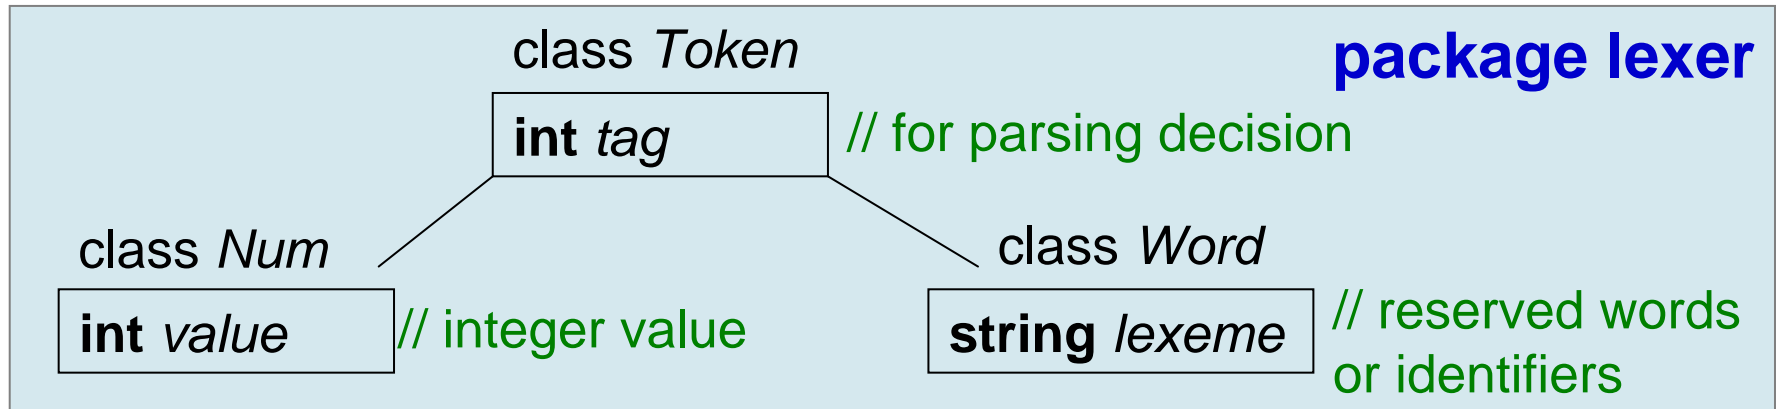 class Token
package lexer
int tag
// for parsing decision
class Num
class Word
int value
// integer value
string lexeme
// reserved words
or identifiers